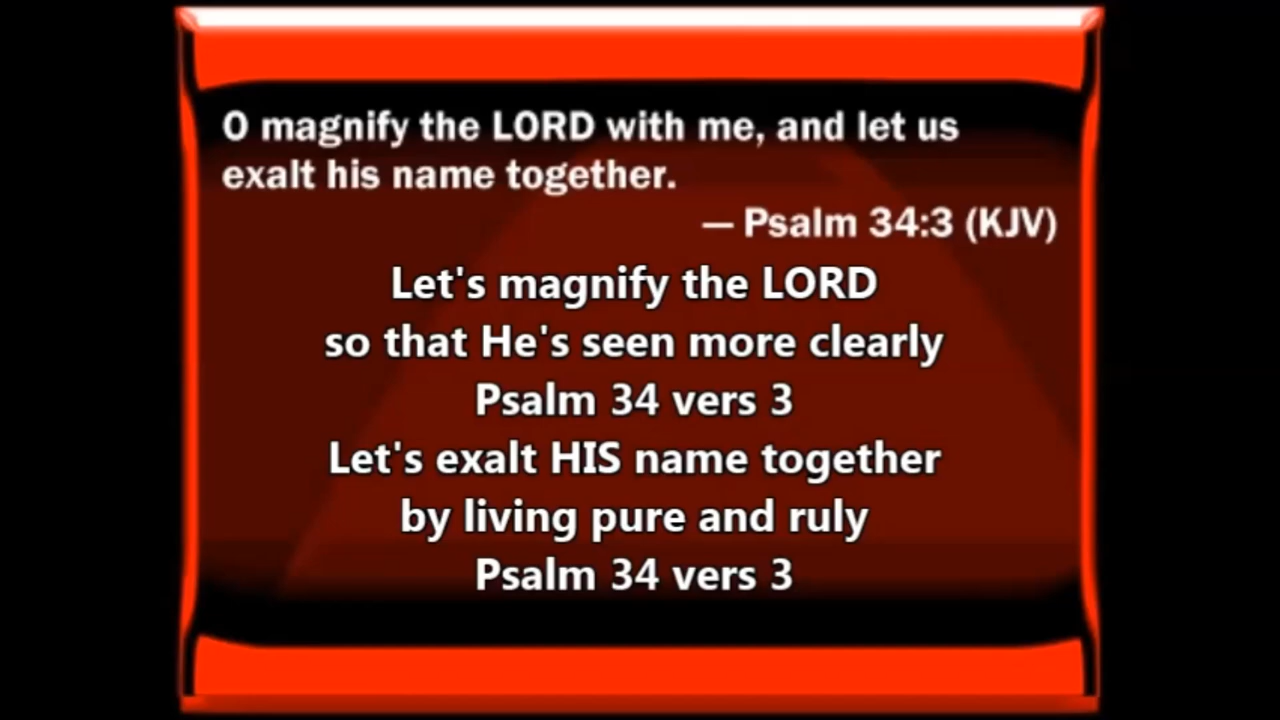 O magnify the LORD with me, and let us
exalt his name together.
— Psalm 34:3 (KJV)
Let's magnify the LORD
so that He's seen more clearly
Psalm 34 vers 3
Let's exalt HIS name together
by living pure and ruly
Psalm 34 vers 3